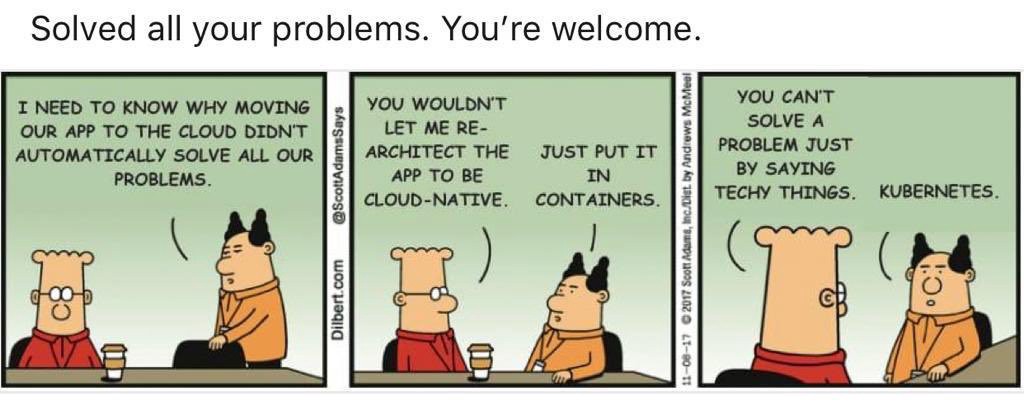 Solved all your problems. You’re welcome.
I NEED TO KNOW WHY MOVING
OUR APP TO THE CLOUD DIDN'T
AUTOMATICALLY SOLVE ALL OUR
PROBLEMS.
Dilbert.com @ScottAdamsSays
YOU WOULDN'T
LET ME RE-
ARCHITECT THE
APP TO BE
CLOUD-NATIVE.
JUST PUT IT
IN
CONTAINERS.
11-08-17 © 2017 Scott Adams, Inc./Dist. by Andrews McMeel
YOU CAN'T
SOLVE A
PROBLEM JUST
BY SAYING
TECHY THINGS.
KUBERNETES.